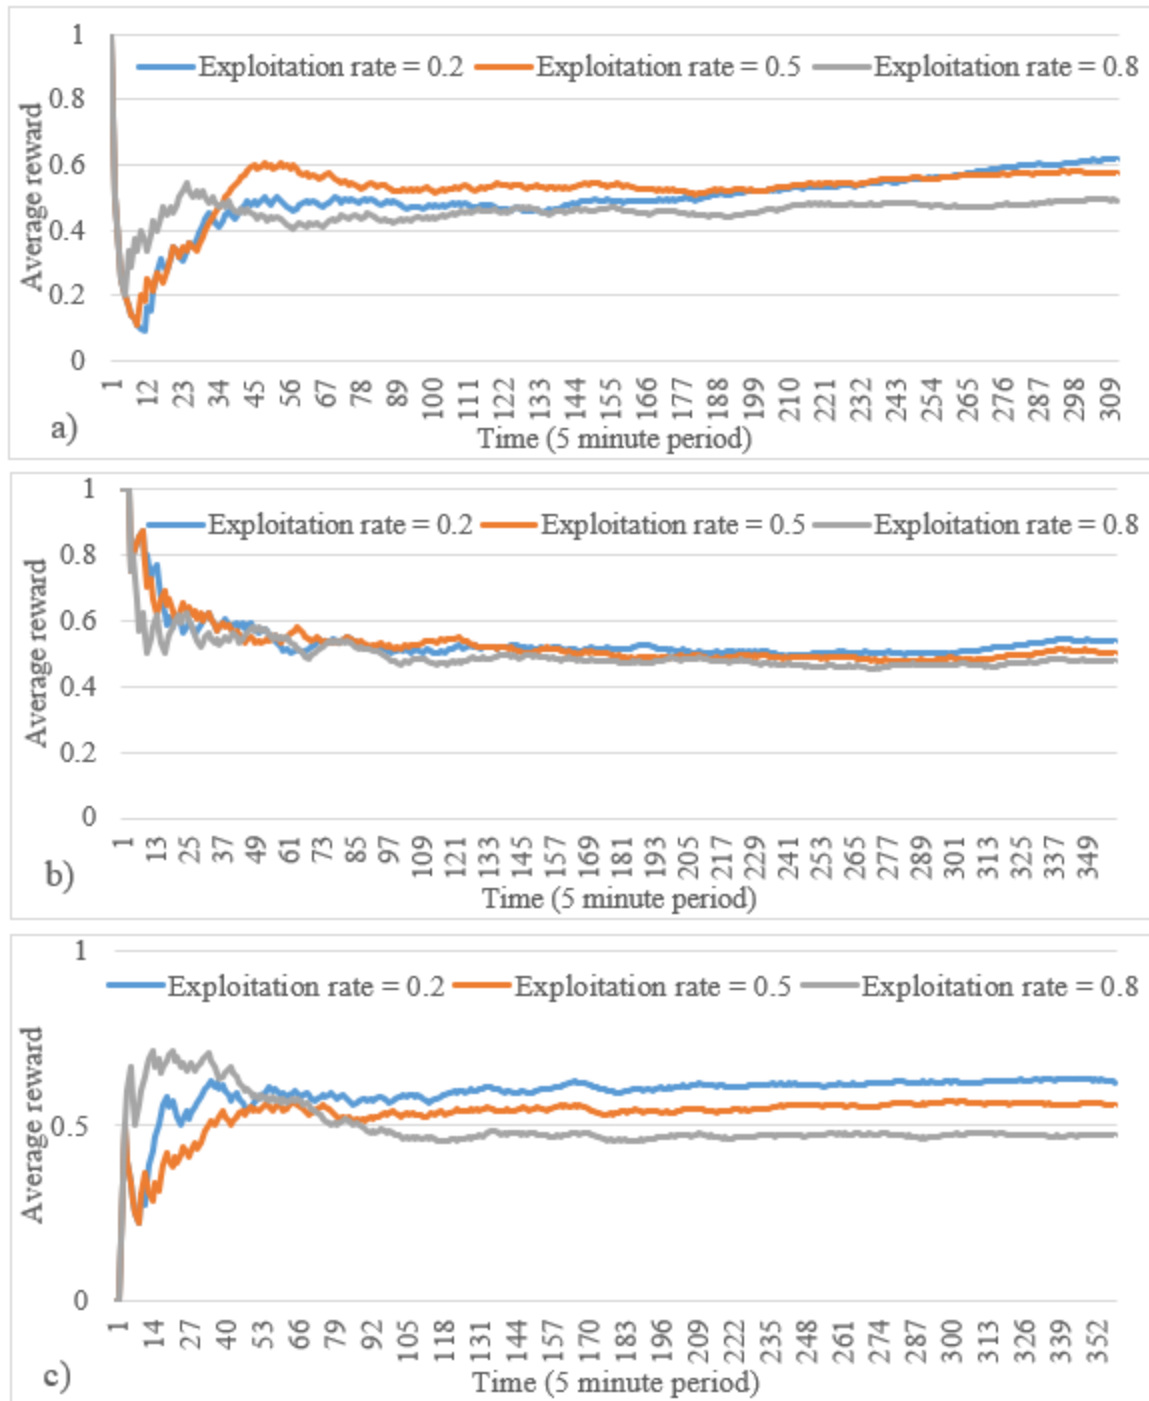 1
Exploitation rate = 0.2 Exploitation rate = 0.5 Exploitation rate = 0.8
0.8
0.6
0.4
0.2
0
Average reward
1 12 23 34 45 56 67 78 89 100 111 122 133 144 155 166 177 188 199 210 221 232 243 254 265 276 287 298 309
a)
Time (5 minute period)
1
Exploitation rate = 0.2 Exploitation rate = 0.5 Exploitation rate = 0.8
0.8
0.6
0.4
0.2
0
Average reward
1 13 25 37 49 61 73 85 97 109 121 133 145 157 169 181 193 205 217 229 241 253 265 277 289 301 313 325 337 349
b)
Time (5 minute period)
1
Exploitation rate = 0.2 Exploitation rate = 0.5 Exploitation rate = 0.8
0.5
0
Average reward
1 14 27 40 53 66 79 92 105 118 131 144 157 170 183 196 209 222 235 248 261 274 287 300 313 326 339 352
c)
Time (5 minute period)